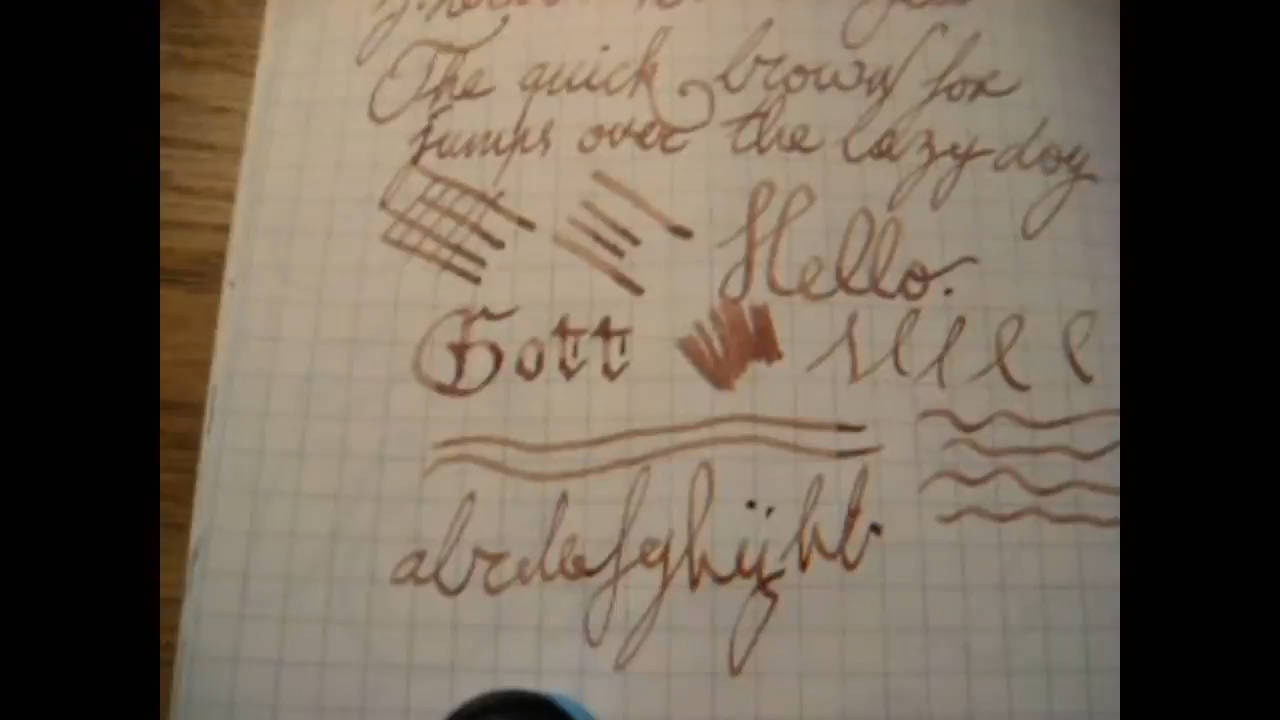 The quick brown fox
jumps over the lazy dog
Hello.
Gott
abcdefghijkl.